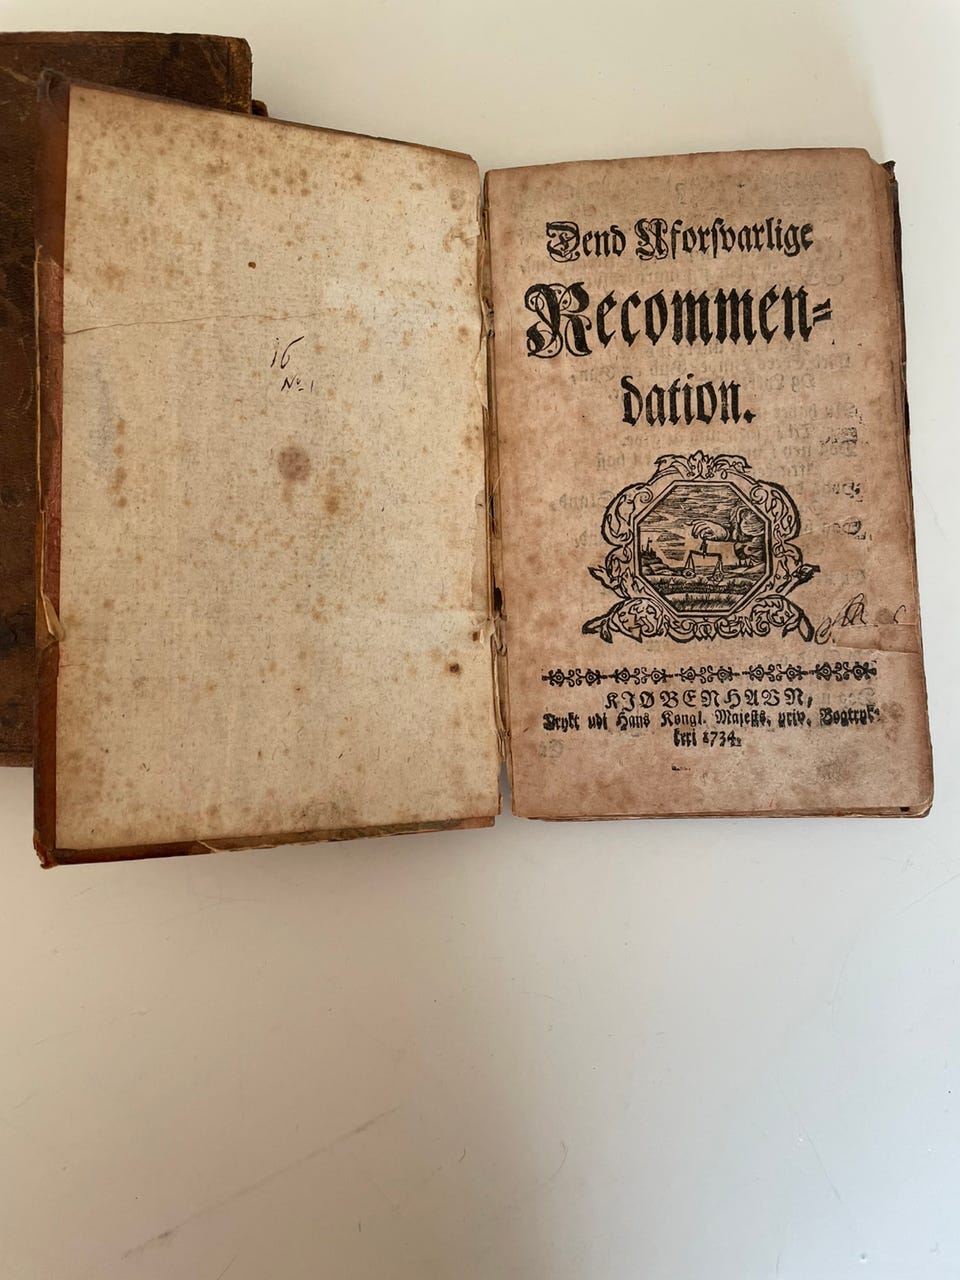 16
No 1
Dend Uforsvarlige
Recommen-
dation.
KIØBENHAVN,
Trykt udi Hans Kongl. Majests. priv. Bogtryk-
keri 1734.